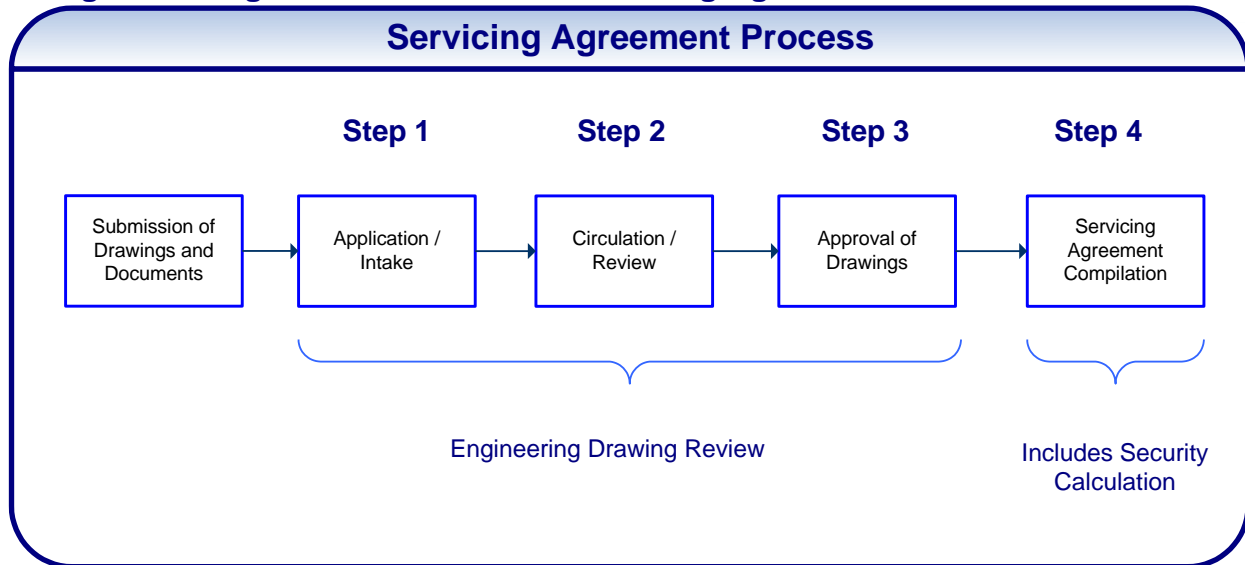 Servicing Agreement Process
Step 1
Step 2
Step 3
Step 4
Submission of
Drawings and
Documents
Application /
Intake
Circulation /
Review
Approval of
Drawings
Servicing
Agreement
Compilation
Engineering Drawing Review
Includes Security
Calculation